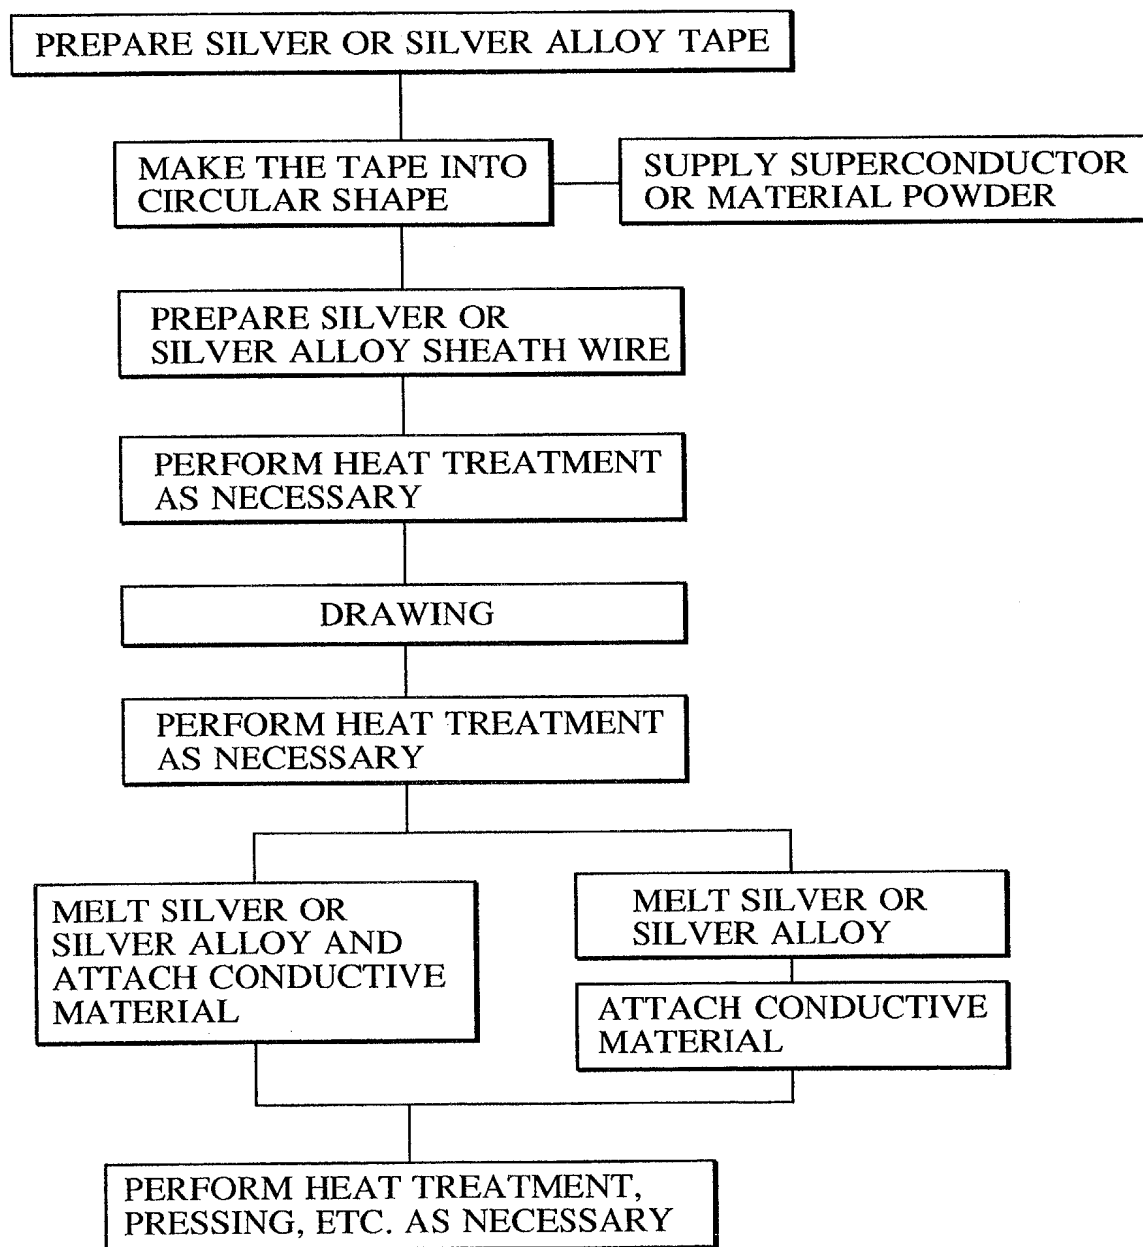 PREPARE SILVER OR SILVER ALLOY TAPE
MAKE THE TAPE INTO
CIRCULAR SHAPE
SUPPLY SUPERCONDUCTOR
OR MATERIAL POWDER
PREPARE SILVER OR
SILVER ALLOY SHEATH WIRE
PERFORM HEAT TREATMENT
AS NECESSARY
DRAWING
PERFORM HEAT TREATMENT
AS NECESSARY
MELT SILVER OR
SILVER ALLOY AND
ATTACH CONDUCTIVE
MATERIAL
MELT SILVER OR
SILVER ALLOY
ATTACH CONDUCTIVE
MATERIAL
PERFORM HEAT TREATMENT,
PRESSING, ETC. AS NECESSARY